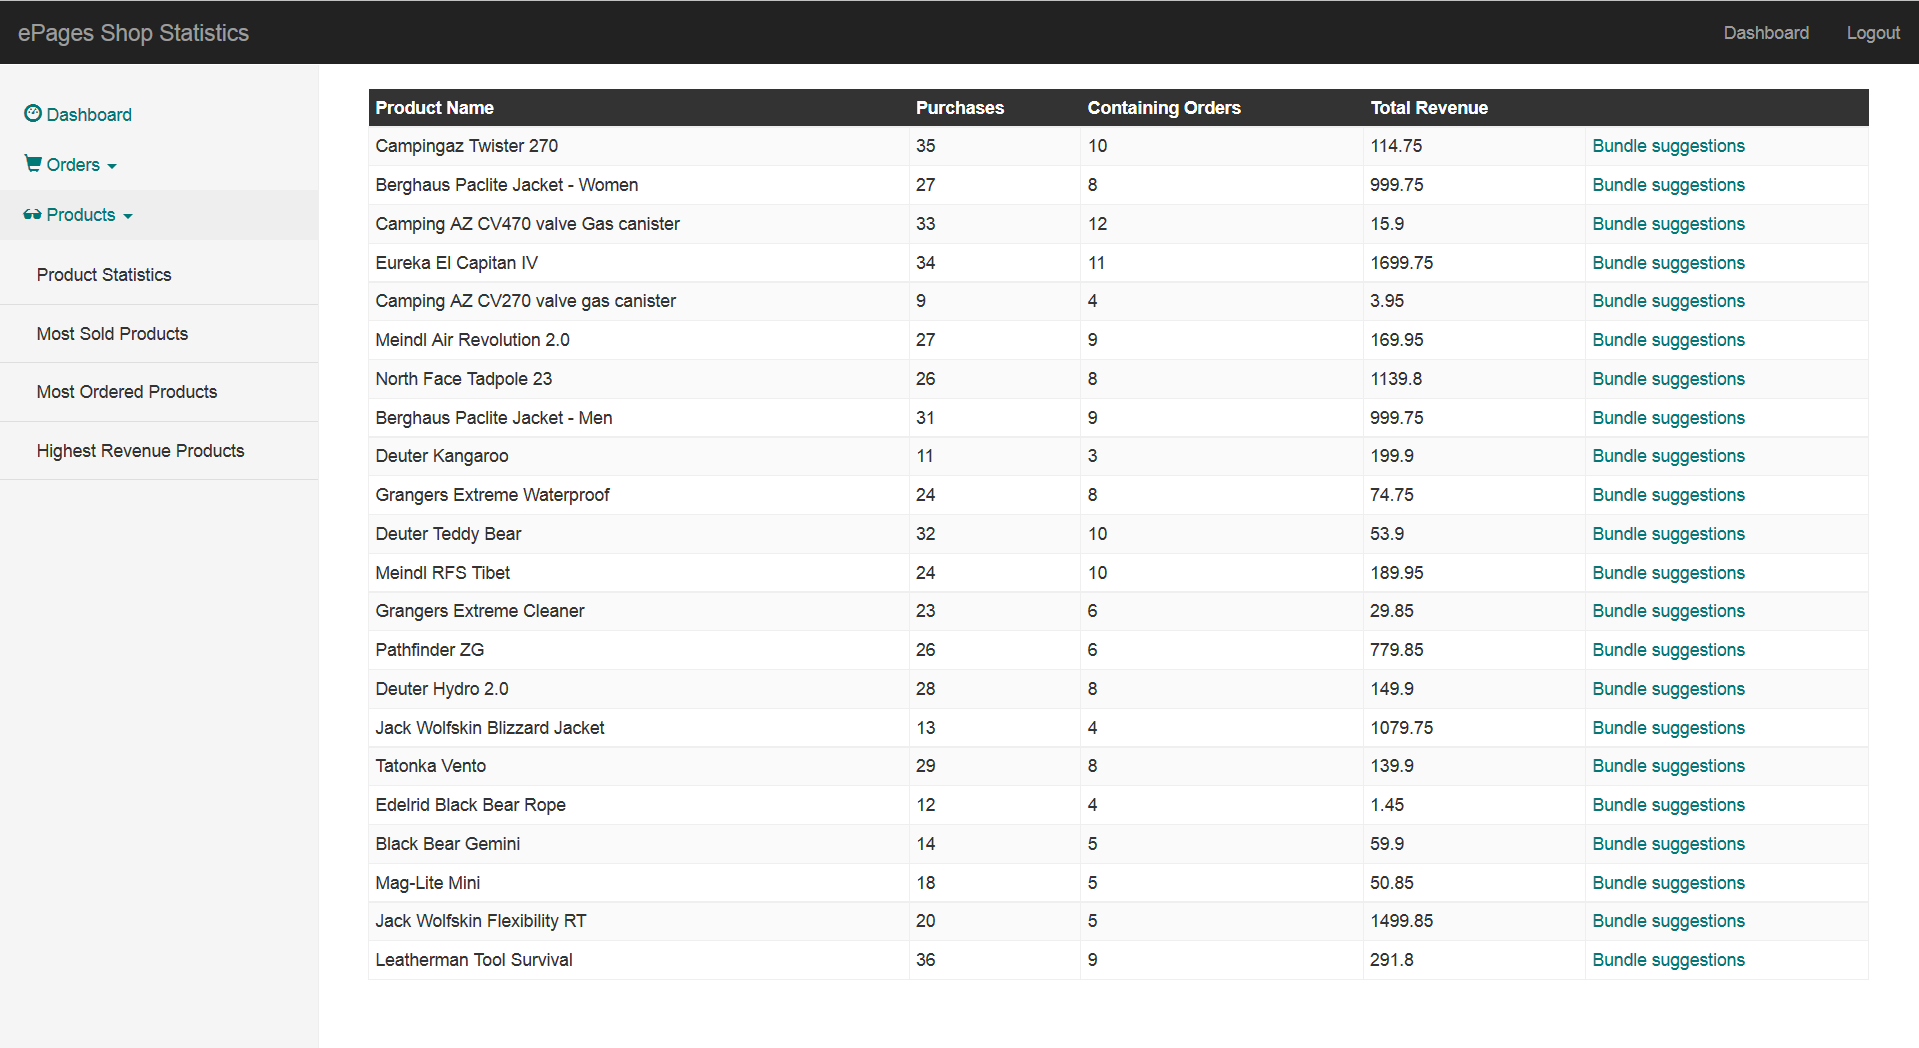 ePages Shop Statistics Dashboard Logout
Dashboard
Orders
Products
Product Statistics
Most Sold Products
Most Ordered Products
Highest Revenue Products
Product Name Purchases Containing Orders Total Revenue
Campingaz Twister 270 35 10 114.75 Bundle suggestions
Berghaus Paclite Jacket - Women 27 8 999.75 Bundle suggestions
Camping AZ CV470 valve Gas canister 33 12 15.9 Bundle suggestions
Eureka El Capitan IV 34 11 1699.75 Bundle suggestions
Camping AZ CV270 valve gas canister 9 4 3.95 Bundle suggestions
Meindl Air Revolution 2.0 27 9 169.95 Bundle suggestions
North Face Tadpole 23 26 8 1139.8 Bundle suggestions
Berghaus Paclite Jacket - Men 31 9 999.75 Bundle suggestions
Deuter Kangaroo 11 3 199.9 Bundle suggestions
Grangers Extreme Waterproof 24 8 74.75 Bundle suggestions
Deuter Teddy Bear 32 10 53.9 Bundle suggestions
Meindl RFS Tibet 24 10 189.95 Bundle suggestions
Grangers Extreme Cleaner 23 6 29.85 Bundle suggestions
Pathfinder ZG 26 6 779.85 Bundle suggestions
Deuter Hydro 2.0 28 8 149.9 Bundle suggestions
Jack Wolfskin Blizzard Jacket 13 4 1079.75 Bundle suggestions
Tatonka Vento 29 8 139.9 Bundle suggestions
Edelrid Black Bear Rope 12 4 1.45 Bundle suggestions
Black Bear Gemini 14 5 59.9 Bundle suggestions
Mag-Lite Mini 18 5 50.85 Bundle suggestions
Jack Wolfskin Flexibility RT 20 5 1499.85 Bundle suggestions
Leatherman Tool Survival 36 9 291.8 Bundle suggestions